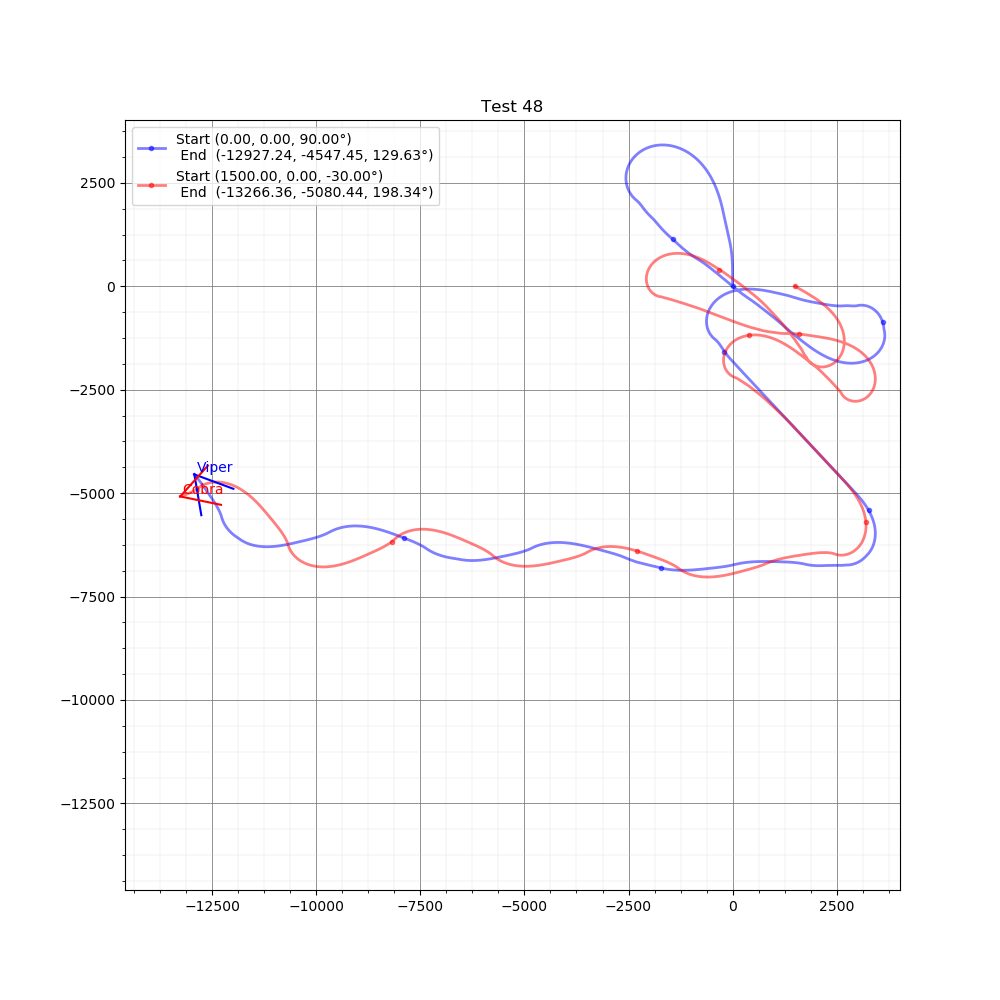 Test 48
Start (0.00, 0.00, 90.00°)
End (-12927.24, -4547.45, 129.63°)
Start (1500.00, 0.00, -30.00°)
End (-13266.36, -5080.44, 198.34°)
2500
0
−2500
−5000
−7500
−10000
−12500
Viper
Cobra
−12500 −10000 −7500 −5000 −2500 0 2500